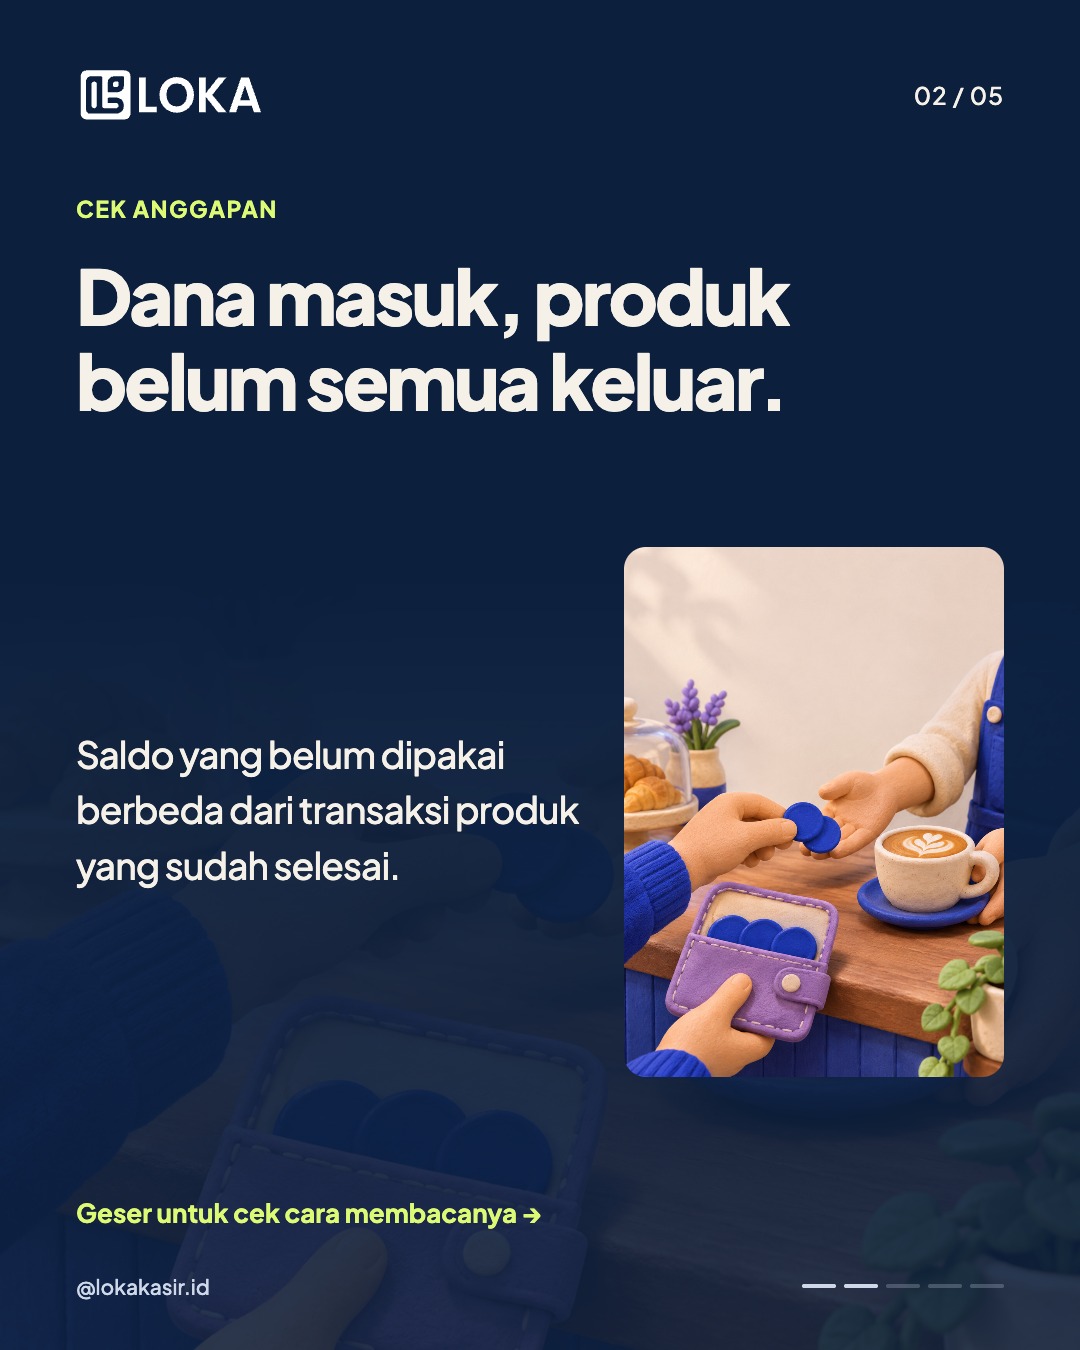 LOKA
02 / 05
CEK ANGGAPAN
Dana masuk, produk
belum semua keluar.
Saldo yang belum dipakai
berbeda dari transaksi produk
yang sudah selesai.
Geser untuk cek cara membacanya →
@lokakasir.id